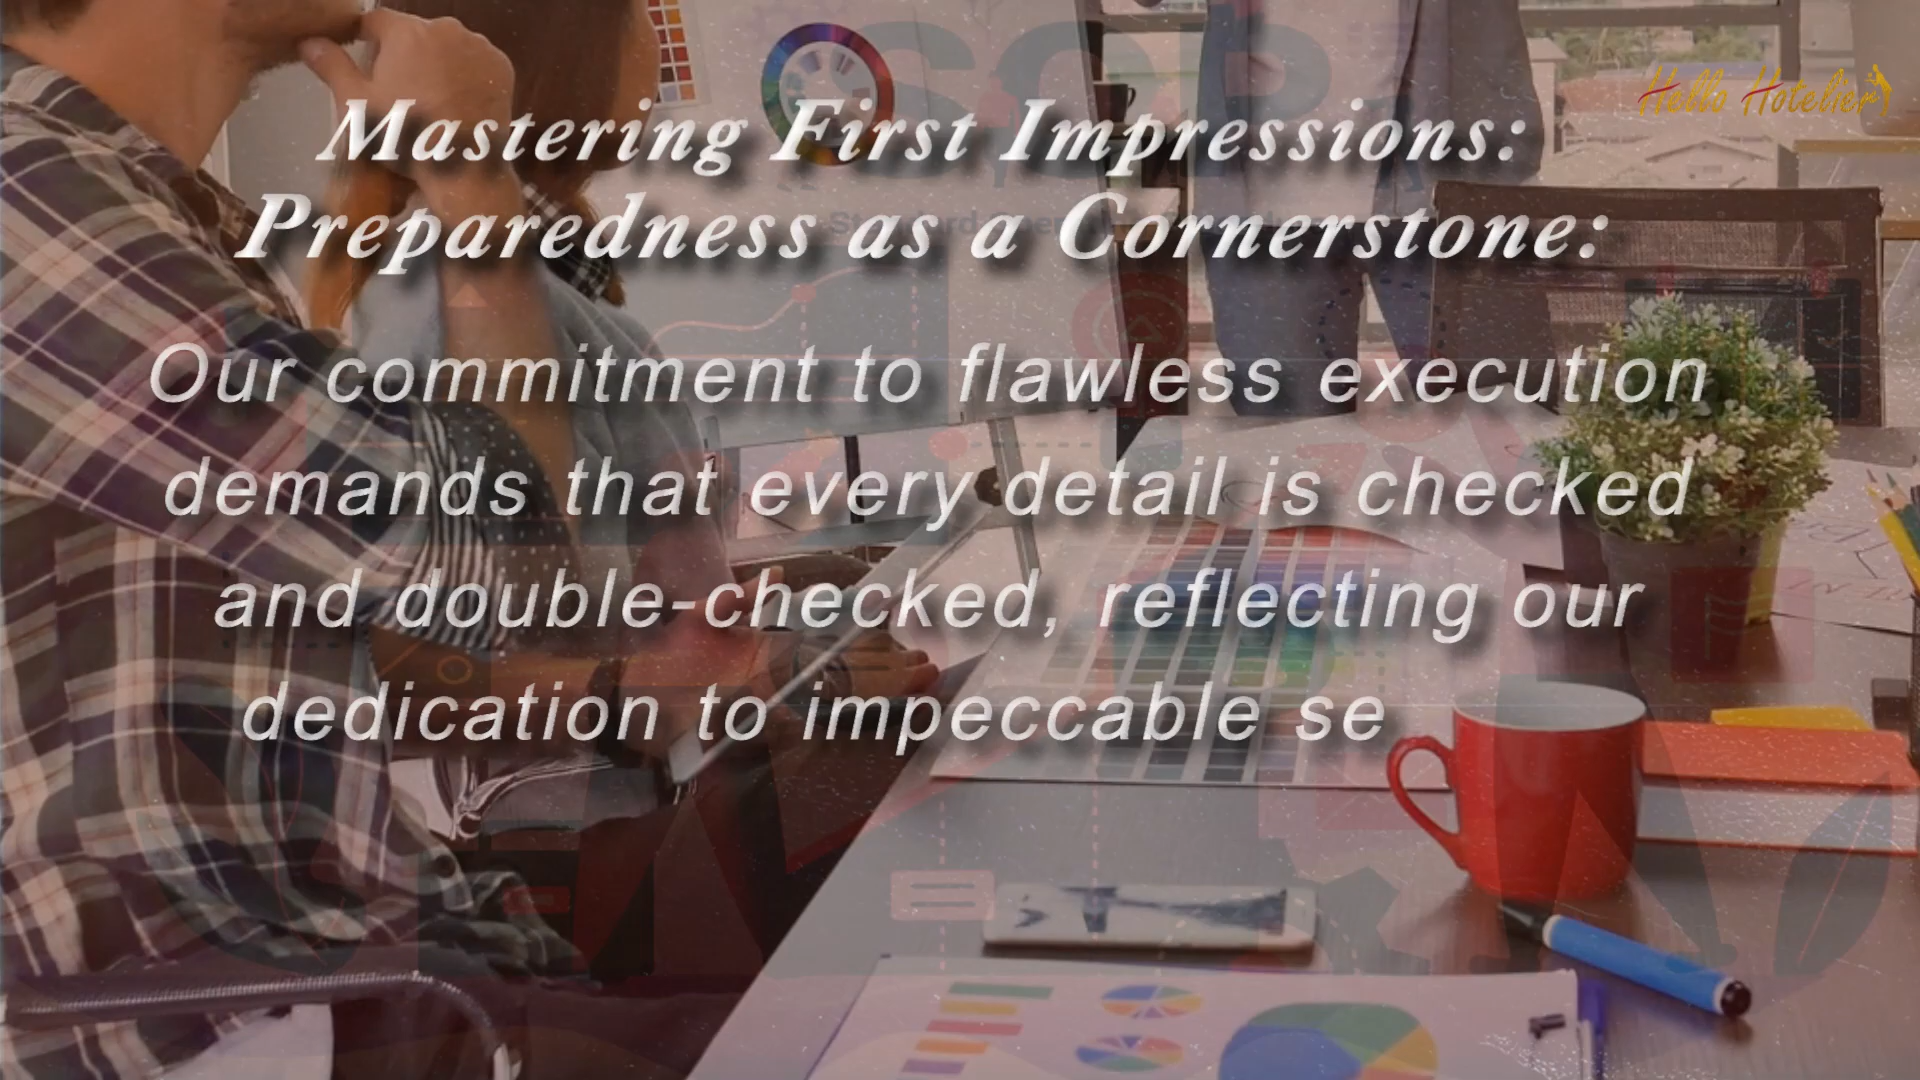 Hello Hotelier
SOP
Mastering First Impressions:
Preparedness as a Cornerstone:
Our commitment to flawless execution
demands that every detail is checked
and double-checked, reflecting our
dedication to impeccable se